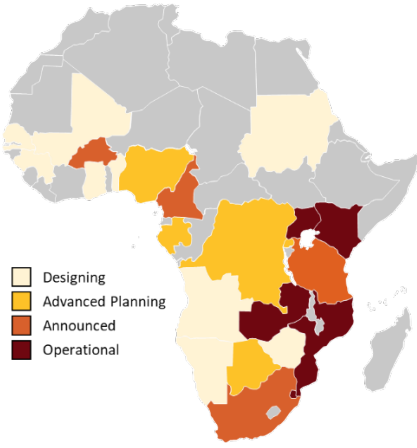 Designing
Advanced Planning
Announced
Operational